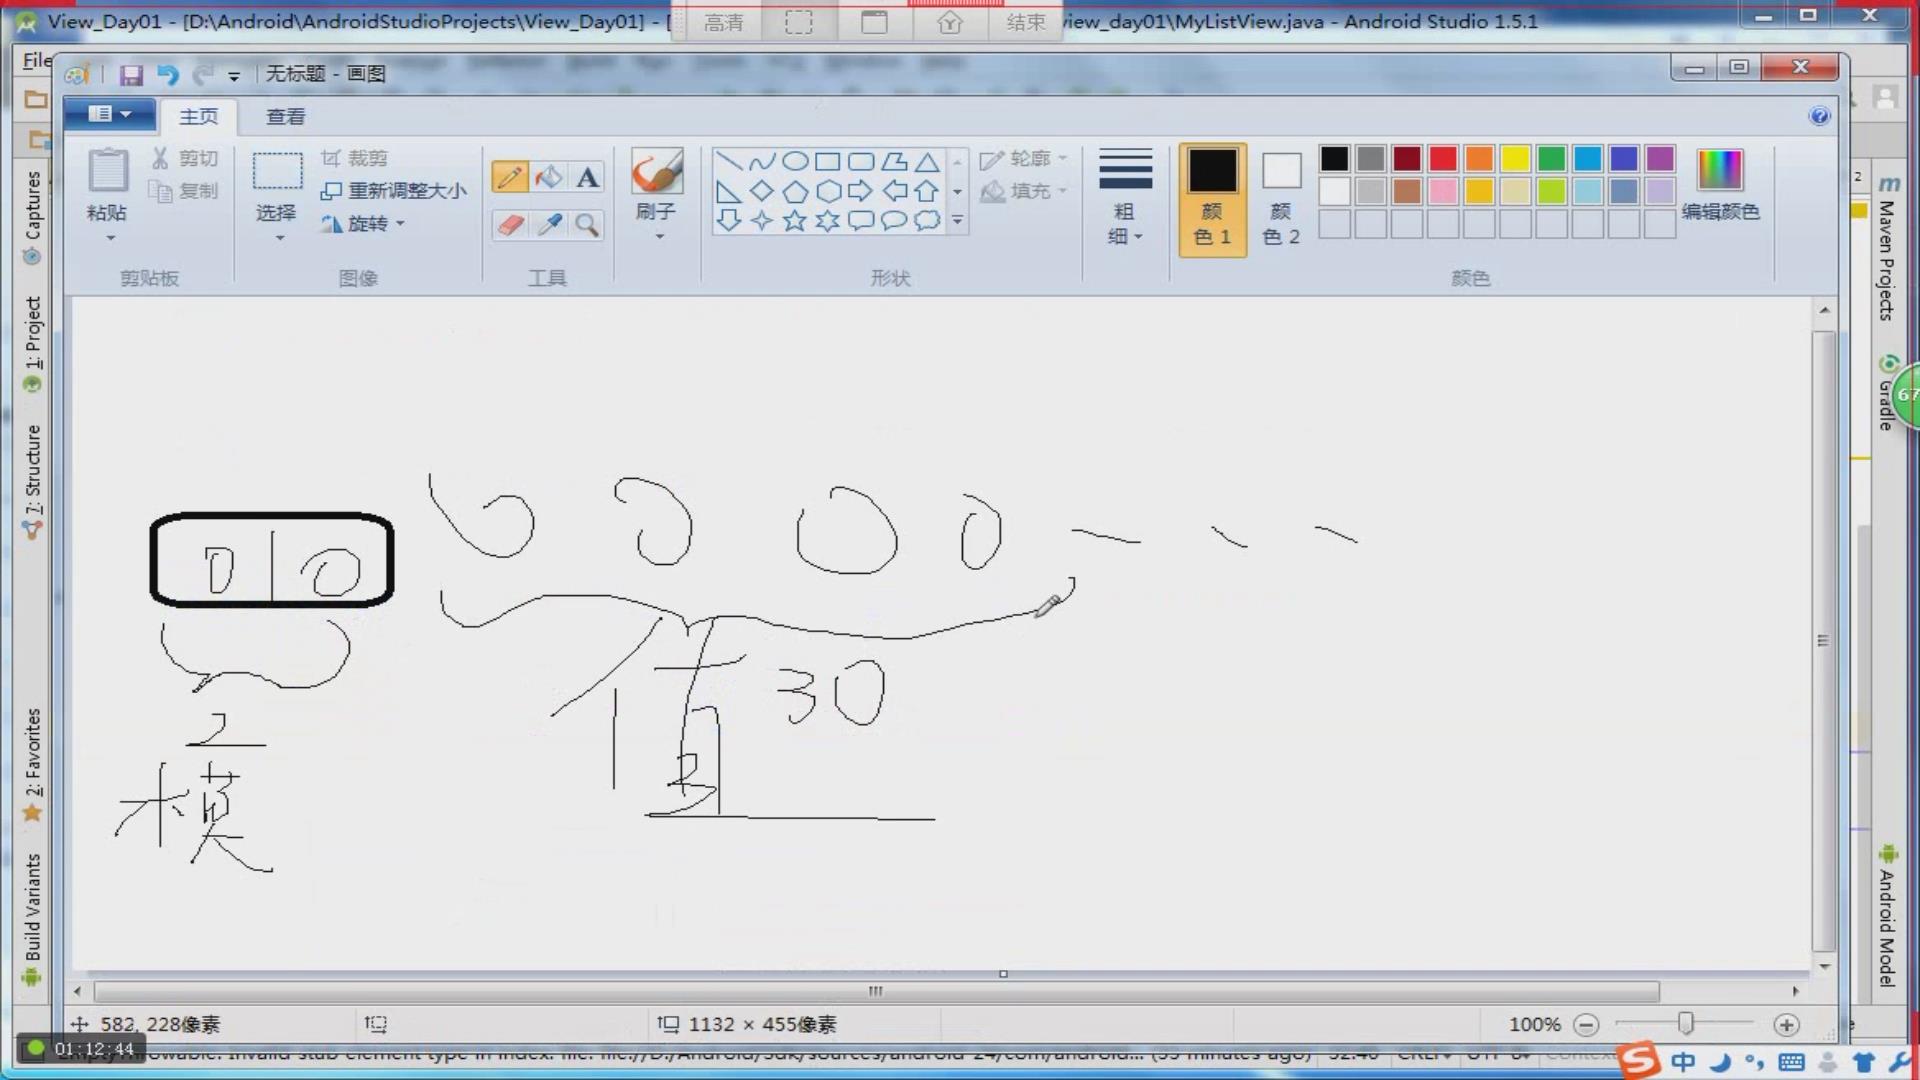 View_Day01 - [D:\Android\AndroidStudioProjects\View_Day01] - [
高清
结束
view_day01\MyListView.java - Android Studio 1.5.1
File
无标题 - 画图
主页
查看
粘贴
剪切
复制
剪贴板
选择
裁剪
重新调整大小
旋转
图像
A
工具
刷子
形状
轮廓
填充
粗
细
颜
色 1
颜
色 2
编辑颜色
颜色
Captures
1: Project
7: Structure
2: Favorites
Build Variants
2
m
Maven Projects
Gradle
67
Android Model
0 0
2
模
值 30
582, 228像素
1132 × 455像素
100%
01:12:44
中